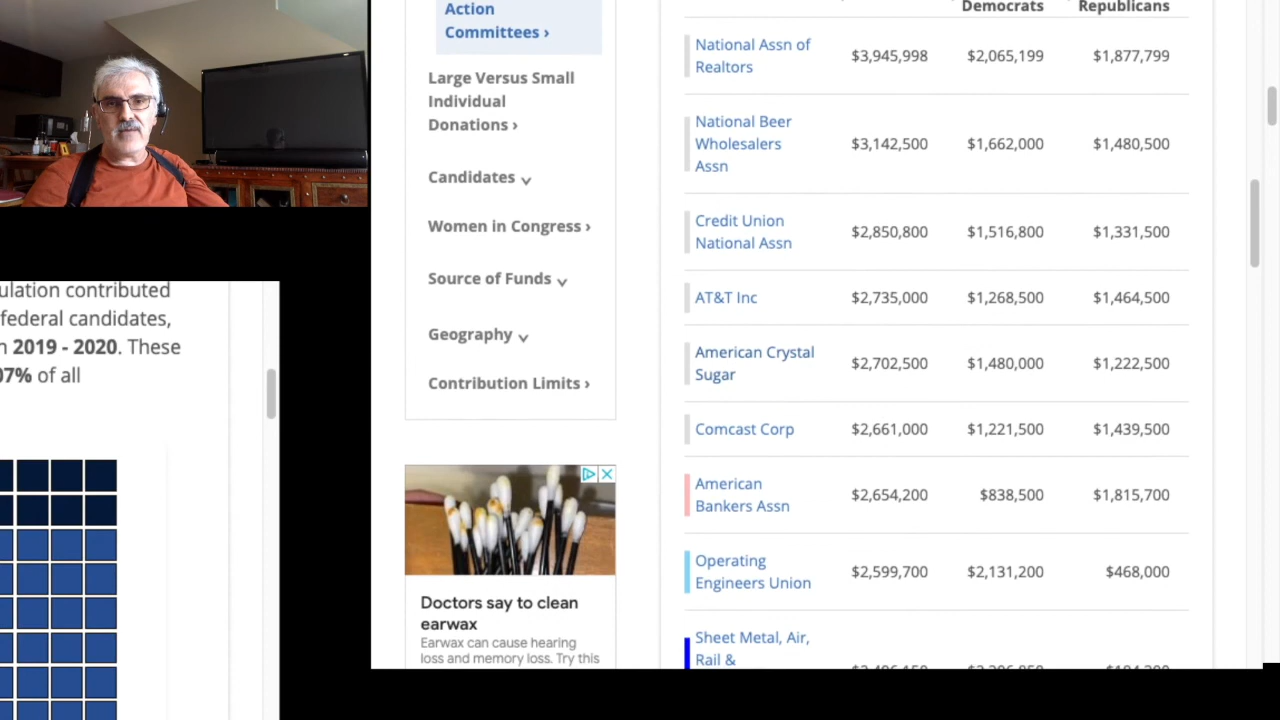 Action
Committees ›
Large Versus Small
Individual
Donations ›
Candidates
Women in Congress ›
Source of Funds
Geography
Contribution Limits ›
Doctors say to clean
earwax
Earwax can cause hearing
loss and memory loss. Try this
Democrats Republicans
National Assn of
Realtors $3,945,998 $2,065,199 $1,877,799
National Beer
Wholesalers $3,142,500 $1,662,000 $1,480,500
Assn
Credit Union
National Assn $2,850,800 $1,516,800 $1,331,500
AT&T Inc $2,735,000 $1,268,500 $1,464,500
American Crystal
Sugar $2,702,500 $1,480,000 $1,222,500
Comcast Corp $2,661,000 $1,221,500 $1,439,500
American
Bankers Assn $2,654,200 $838,500 $1,815,700
Operating
Engineers Union $2,599,700 $2,131,200 $468,000
Sheet Metal, Air,
Rail &
ulation contributed
federal candidates,
n 2019 - 2020. These
07% of all